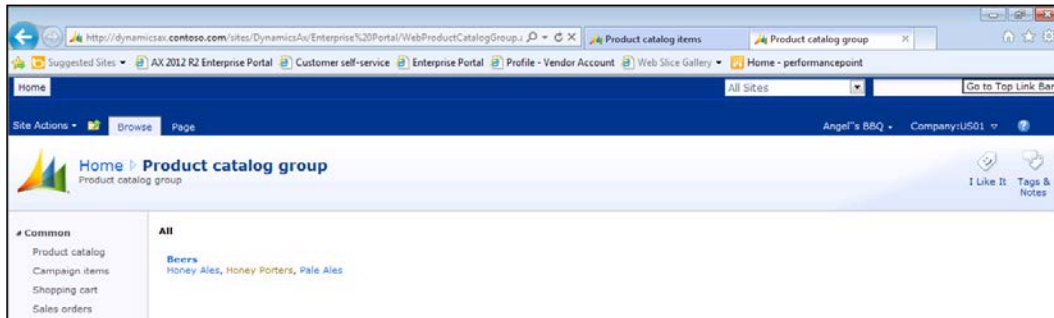 http://dynamicsax.contoso.com/sites/DynamicsAx/Enterprise%20Portal/WebProductCatalogGroup.a
Product catalog items
Product catalog group
Suggested Sites
AX 2012 R2 Enterprise Portal
Customer self-service
Enterprise Portal
Profile - Vendor Account
Web Slice Gallery
Home - performancepoint
Home
All Sites
Go to Top Link Bar
Site Actions
Browse
Page
Angel"s BBQ
Company:US01
Home
Product catalog group
Product catalog group
I Like It
Tags &
Notes
Common
Product catalog
Campaign items
Shopping cart
Sales orders
All
Beers
Honey Ales, Honey Porters, Pale Ales